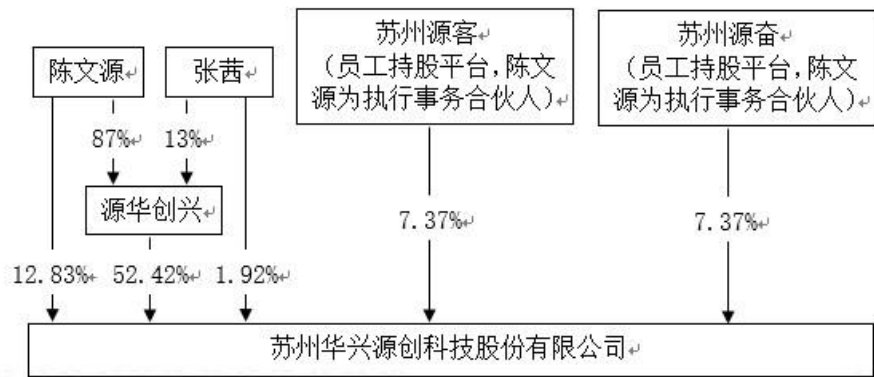 陈文源
张茜
苏州源客
（员工持股平台,陈文
源为执行事务合伙人）
苏州源奋
（员工持股平台,陈文
源为执行事务合伙人）
87%
13%
源华创兴
7.37%
7.37%
12.83%
52.42%
1.92%
苏州华兴源创科技股份有限公司